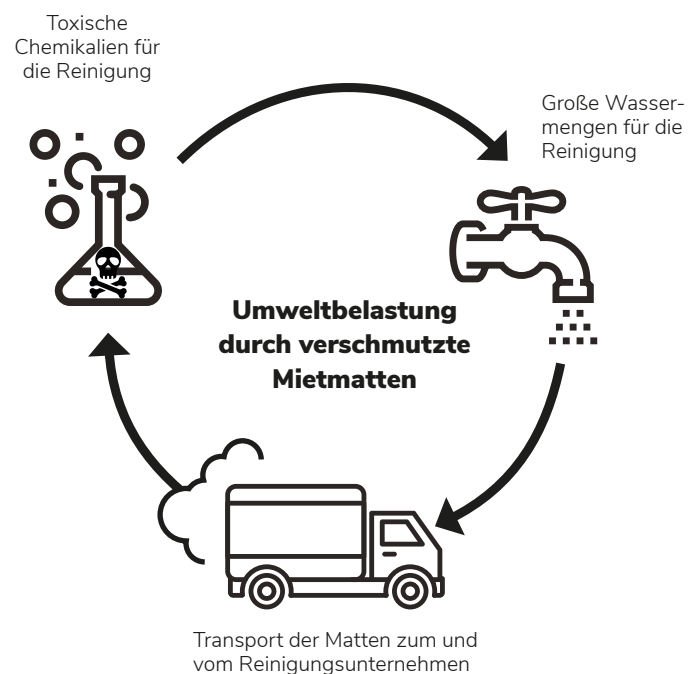 Toxische
Chemikalien für
die Reinigung
Große Wasser-
mengen für die
Reinigung
Umweltbelastung
durch verschmutzte
Mietmatten
Transport der Matten zum und
vom Reinigungsunternehmen